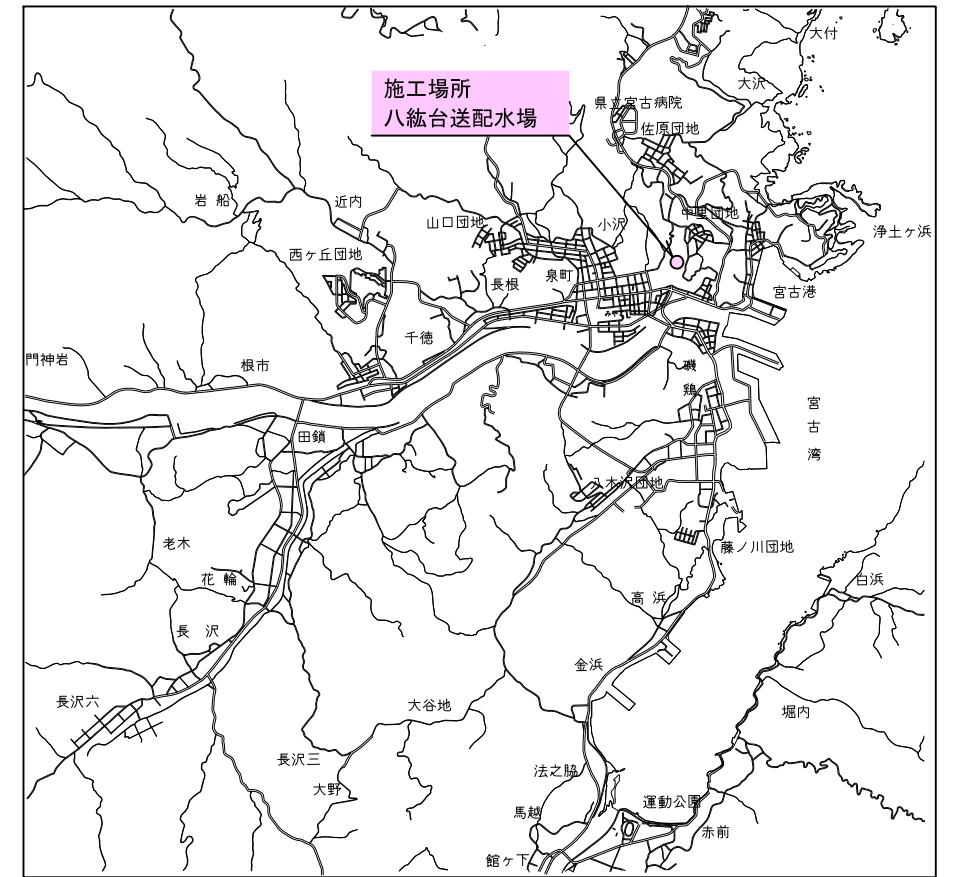 大付
施工場所
八紘台送配水場
大沢
県立宮古病院
佐原団地
岩船
近内
山口団地
小沢
中里団地
浄土ヶ浜
西ヶ丘団地
長根
泉町
宮古港
みやこ
千徳
門神岩
根市
磯
鶏
宮
古
湾
田鎖
八木沢団地
老木
藤ノ川団地
花輪
白浜
高浜
長沢
金浜
長沢六
大谷地
堀内
長沢三
法之脇
大野
馬越
運動公園
赤前
館ヶ下